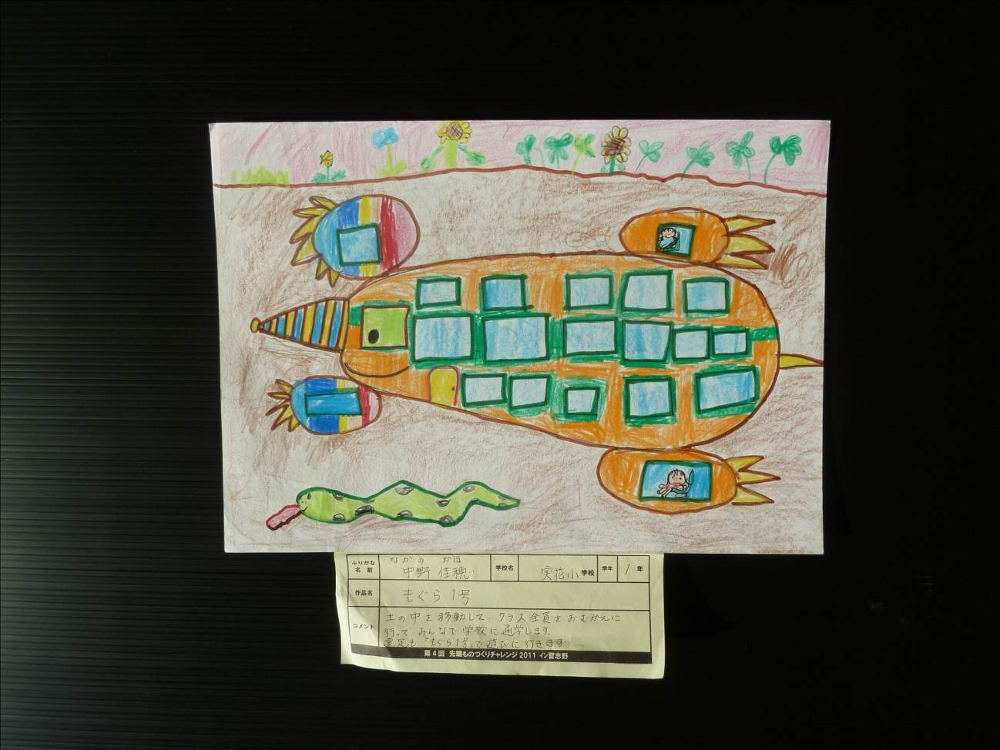 ふりかな なかの かほ
名前 中野 佳穂 学校名 実花小学校 学年 1年
作品名 もぐら1号
コメント 土の中を移動して、クラス全員をおむかえに
行って みんなで 学校に通学します。
遠足も「もぐら1号」で遊びに行きます
第4回 先端ものづくりチャレンジ2011 イン習志野